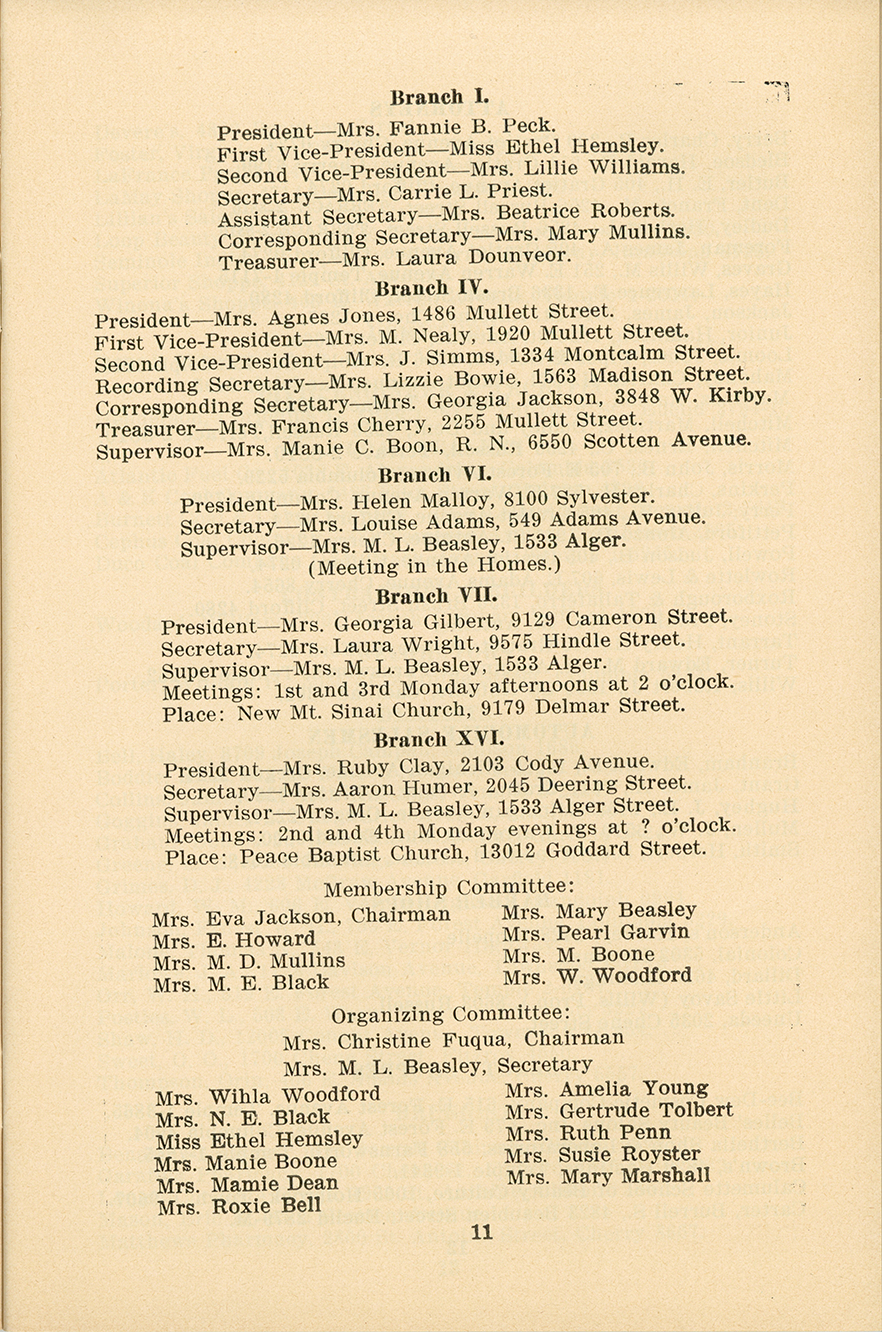 Branch I.
President—Mrs. Fannie B. Peck.
First Vice-President—Miss Ethel Hemsley.
Second Vice-President—Mrs. Lillie Williams.
Secretary—Mrs. Carrie L. Priest.
Assistant Secretary—Mrs. Beatrice Roberts.
Corresponding Secretary—Mrs. Mary Mullins.
Treasurer—Mrs. Laura Dounveor.
Branch IV.
President—Mrs. Agnes Jones, 1486 Mullett Street.
First Vice-President—Mrs. M. Nealy, 1920 Mullett Street.
Second Vice-President—Mrs. J. Simms, 1334 Montcalm Street.
Recording Secretary—Mrs. Lizzie Bowie, 1563 Madison Street.
Corresponding Secretary—Mrs. Georgia Jackson, 3848 W. Kirby.
Treasurer—Mrs. Francis Cherry, 2255 Mullett Street.
Supervisor—Mrs. Manie C. Boon, R. N., 6550 Scotten Avenue.
Branch VI.
President—Mrs. Helen Malloy, 8100 Sylvester.
Secretary—Mrs. Louise Adams, 549 Adams Avenue.
Supervisor—Mrs. M. L. Beasley, 1533 Alger.
(Meeting in the Homes.)
Branch VII.
President—Mrs. Georgia Gilbert, 9129 Cameron Street.
Secretary—Mrs. Laura Wright, 9575 Hindle Street.
Supervisor—Mrs. M. L. Beasley, 1533 Alger.
Meetings: 1st and 3rd Monday afternoons at 2 o'clock.
Place: New Mt. Sinai Church, 9179 Delmar Street.
Branch XVI.
President—Mrs. Ruby Clay, 2103 Cody Avenue.
Secretary—Mrs. Aaron Humer, 2045 Deering Street.
Supervisor—Mrs. M. L. Beasley, 1533 Alger Street.
Meetings: 2nd and 4th Monday evenings at ? o'clock.
Place: Peace Baptist Church, 13012 Goddard Street.
Membership Committee:
Mrs. Eva Jackson, Chairman
Mrs. E. Howard
Mrs. M. D. Mullins
Mrs. M. E. Black
Mrs. Mary Beasley
Mrs. Pearl Garvin
Mrs. M. Boone
Mrs. W. Woodford
Organizing Committee:
Mrs. Christine Fuqua, Chairman
Mrs. M. L. Beasley, Secretary
Mrs. Wihla Woodford
Mrs. N. E. Black
Miss Ethel Hemsley
Mrs. Manie Boone
Mrs. Mamie Dean
Mrs. Roxie Bell
Mrs. Amelia Young
Mrs. Gertrude Tolbert
Mrs. Ruth Penn
Mrs. Susie Royster
Mrs. Mary Marshall
11